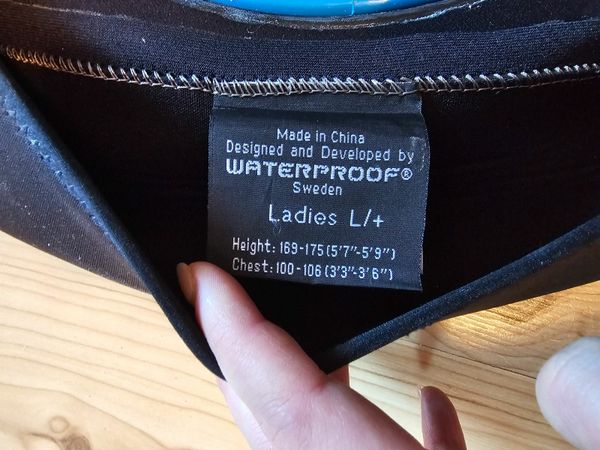 Made in China
Designed and Developed by
WATERPROOF®
Sweden
Ladies L/+
Height: 169-175 (5'7"-5'9")
Chest: 100-106 (3'3"-3'6")